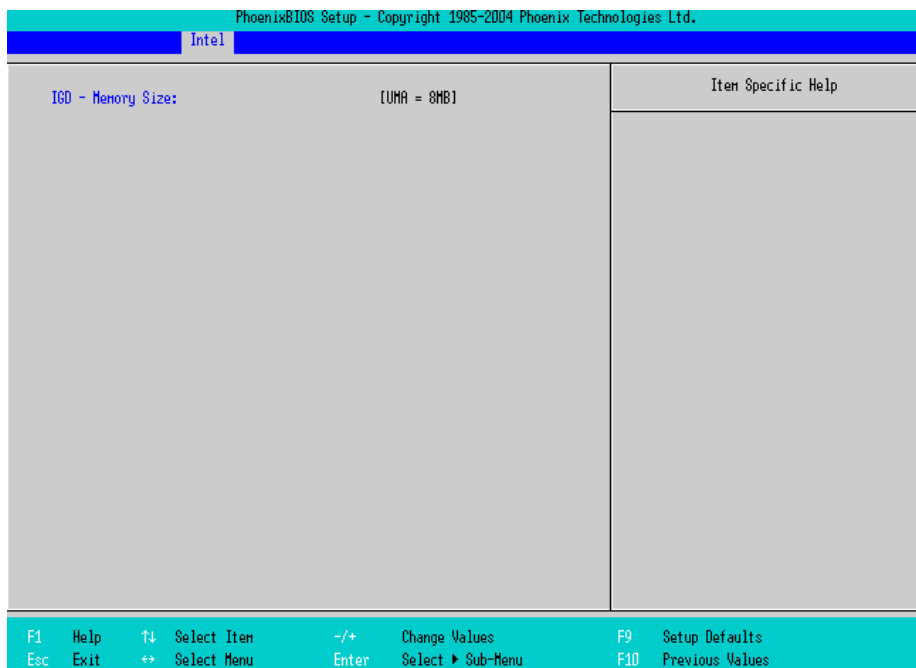 PhoenixBIOS Setup - Copyright 1985-2004 Phoenix Technologies Ltd.
Intel
IGD - Memory Size: [UMA = 8MB]
Item Specific Help
F1 Help ↑↓ Select Item -/+ Change Values F9 Setup Defaults
Esc Exit ↔ Select Menu Enter Select ▶ Sub-Menu F10 Previous Values